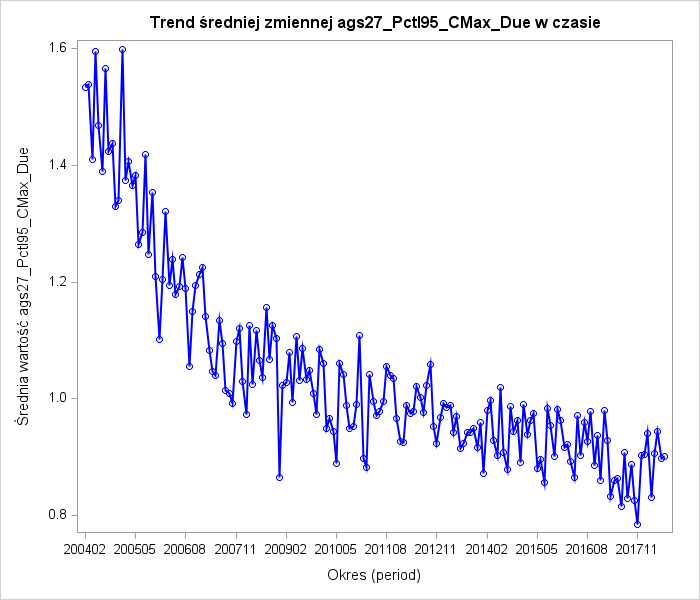 Trend średniej zmiennej ags27_Pctl95_CMax_Due w czasie
Średnia wartość ags27_Pctl95_CMax_Due
1.6
1.4
1.2
1.0
0.8
200402 200505 200608 200711 200902 201005 201108 201211 201402 201505 201608 201711
Okres (period)